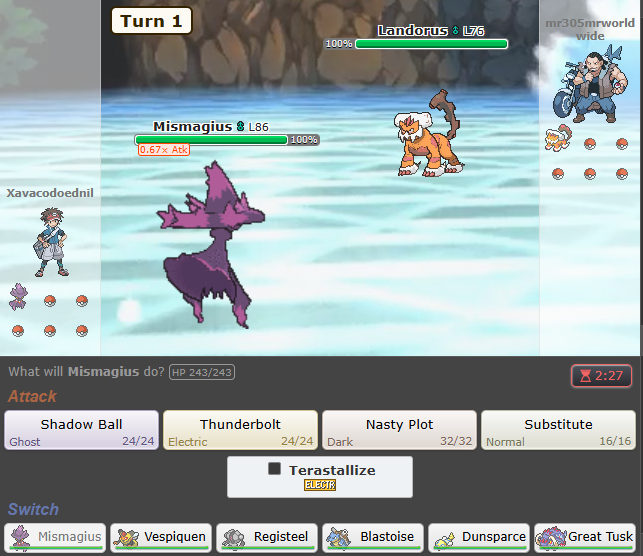 Turn 1
Landorus L76
100%
mr305mrworld
wide
Mismagius L86
100%
0.67x Atk
Xavacodoednil
What will Mismagius do? HP 243/243
2:27
Attack
Shadow Ball
Ghost 24/24
Thunderbolt
Electric 24/24
Nasty Plot
Dark 32/32
Substitute
Normal 16/16
Terastallize
ELECTR
Switch
Mismagius
Vespiquen
Registeel
Blastoise
Dunsparce
Great Tusk